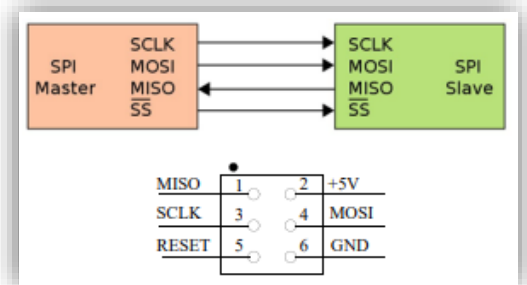 SCLK SCLK
SPI MOSI MOSI SPI
Master MISO MISO Slave
SS SS
MISO 1 2 +5V
SCLK 3 4 MOSI
RESET 5 6 GND